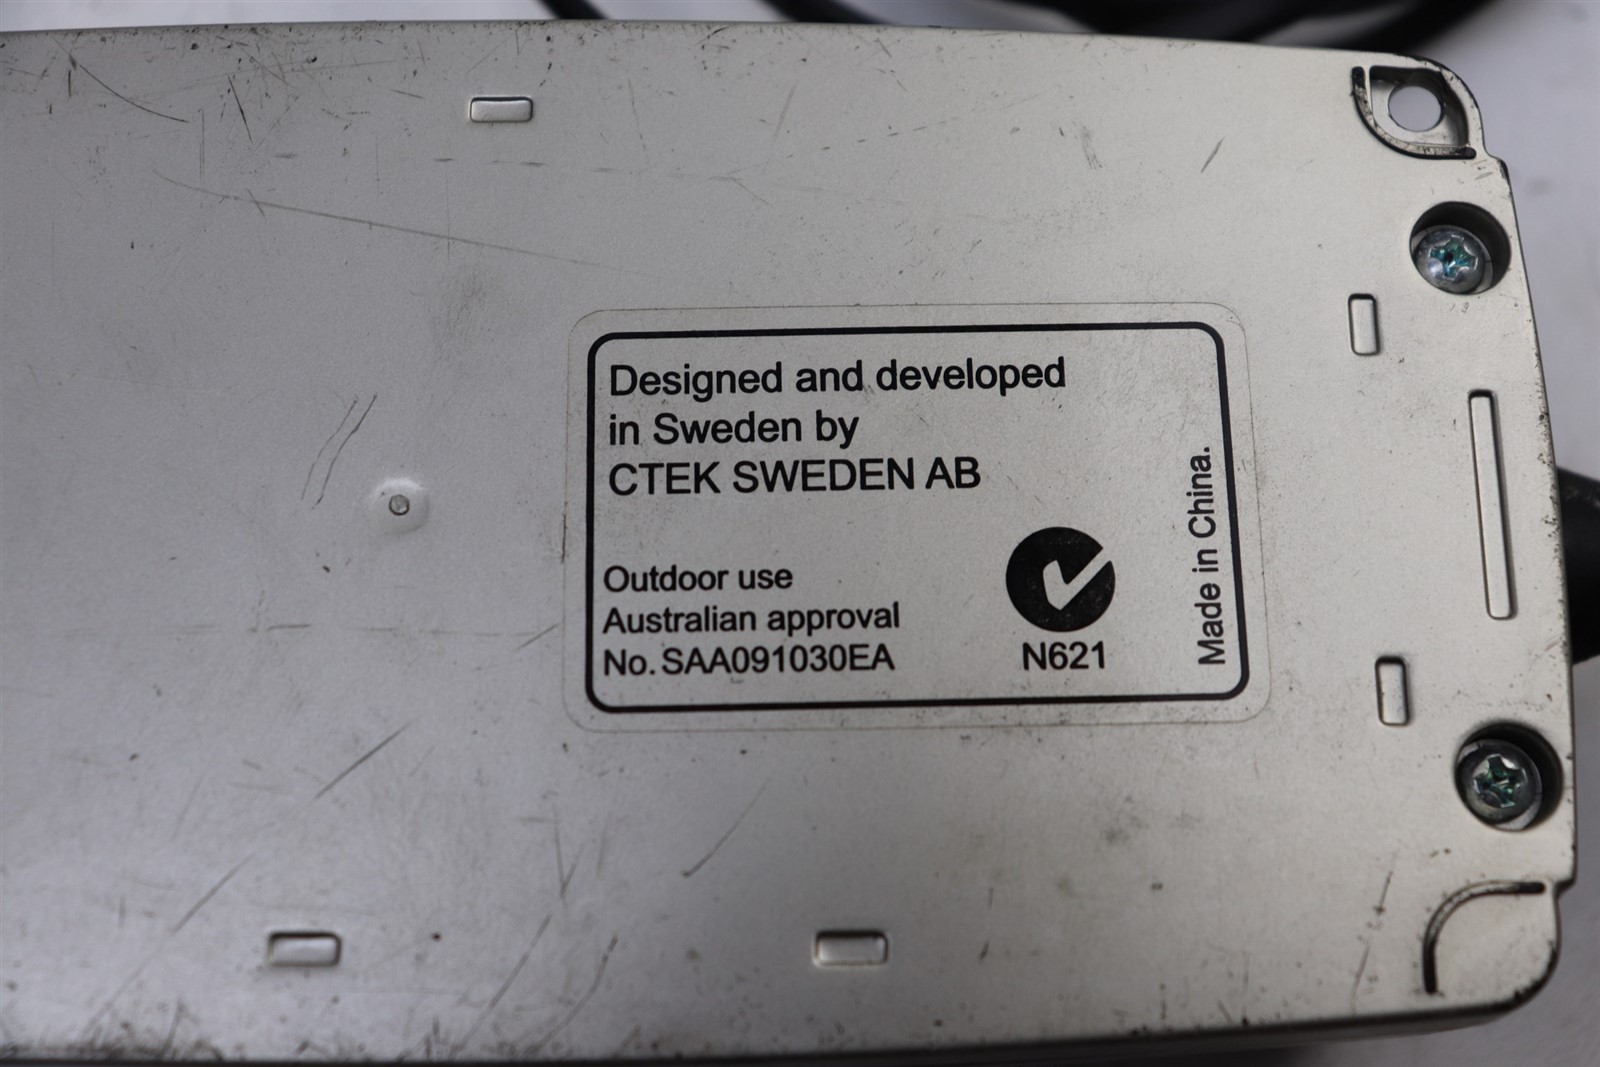 Designed and developed
in Sweden by
CTEK SWEDEN AB
Outdoor use
Australian approval
No. SAA091030EA
N621
Made in China.